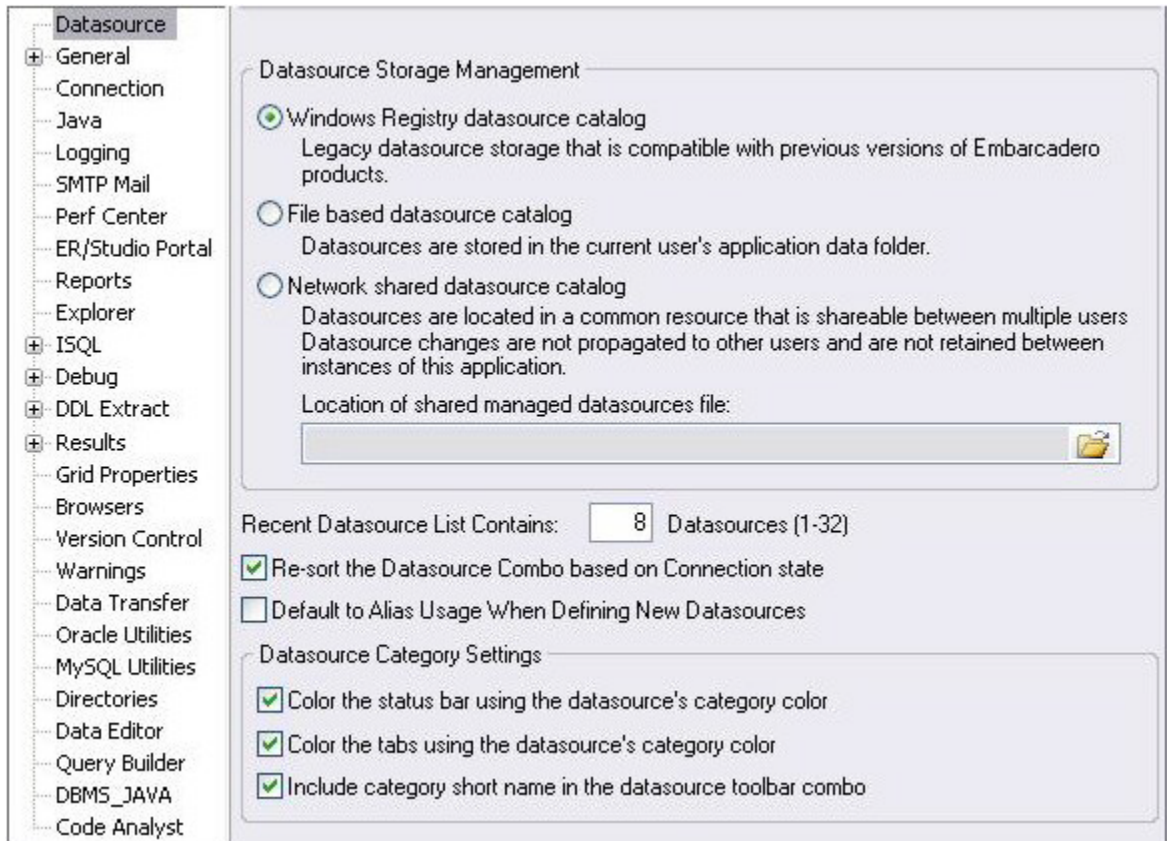 Datasource
General
Connection
Java
Logging
SMTP Mail
Perf Center
ER/Studio Portal
Reports
Explorer
ISQL
Debug
DDL Extract
Results
Grid Properties
Browsers
Version Control
Warnings
Data Transfer
Oracle Utilities
MySQL Utilities
Directories
Data Editor
Query Builder
DBMS_JAVA
Code Analyst
Datasource Storage Management
Windows Registry datasource catalog
Legacy datasource storage that is compatible with previous versions of Embarcadero
products.
File based datasource catalog
Datasources are stored in the current user's application data folder.
Network shared datasource catalog
Datasources are located in a common resource that is shareable between multiple users
Datasource changes are not propagated to other users and are not retained between
instances of this application.
Location of shared managed datasources file:
Recent Datasource List Contains: 8 Datasources (1-32)
Re-sort the Datasource Combo based on Connection state
Default to Alias Usage When Defining New Datasources
Datasource Category Settings
Color the status bar using the datasource's category color
Color the tabs using the datasource's category color
Include category short name in the datasource toolbar combo